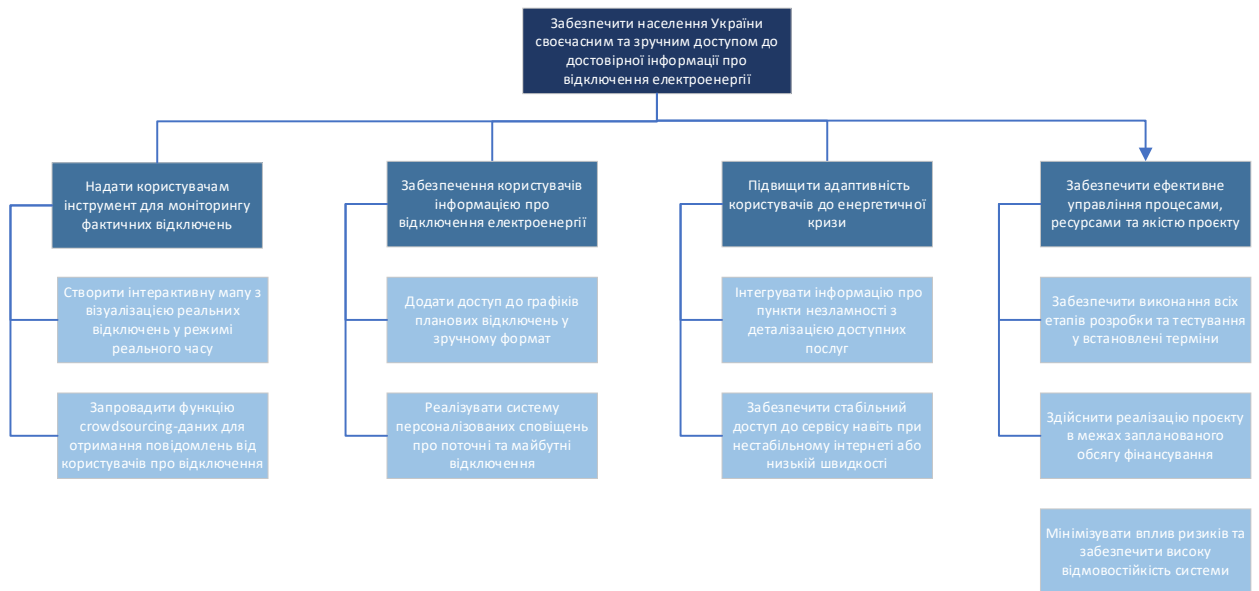 Забезпечити населення України
своєчасним та зручним доступом до
достовірної інформації про
відключення електроенергії
Надати користувачам
інструмент для моніторингу
фактичних відключень
Забезпечення користувачів
інформацією про
відключення електроенергії
Підвищити адаптивність
користувачів до енергетичної
кризи
Забезпечити ефективне
управління процесами,
ресурсами та якістю проєкту
Створити інтерактивну мапу з
візуалізацією реальних
відключень у режимі
реального часу
Додати доступ до графіків
планових відключень у
зручному формат
Інтегрувати інформацію про
пункти незламності з
деталізацією доступних
послуг
Забезпечити виконання всіх
етапів розробки та тестування
у встановлені терміни
Запровадити функцію
crowdsourcing-даних для
отримання повідомлень від
користувачів про відключення
Реалізувати систему
персоналізованих сповіщень
про поточні та майбутні
відключення
Забезпечити стабільний
доступ до сервісу навіть при
нестабільному інтернеті або
низькій швидкості
Здійснити реалізацію проєкту
в межах запланованого
обсягу фінансування
Мінімізувати вплив ризиків та
забезпечити високу
відмовостійкість системи